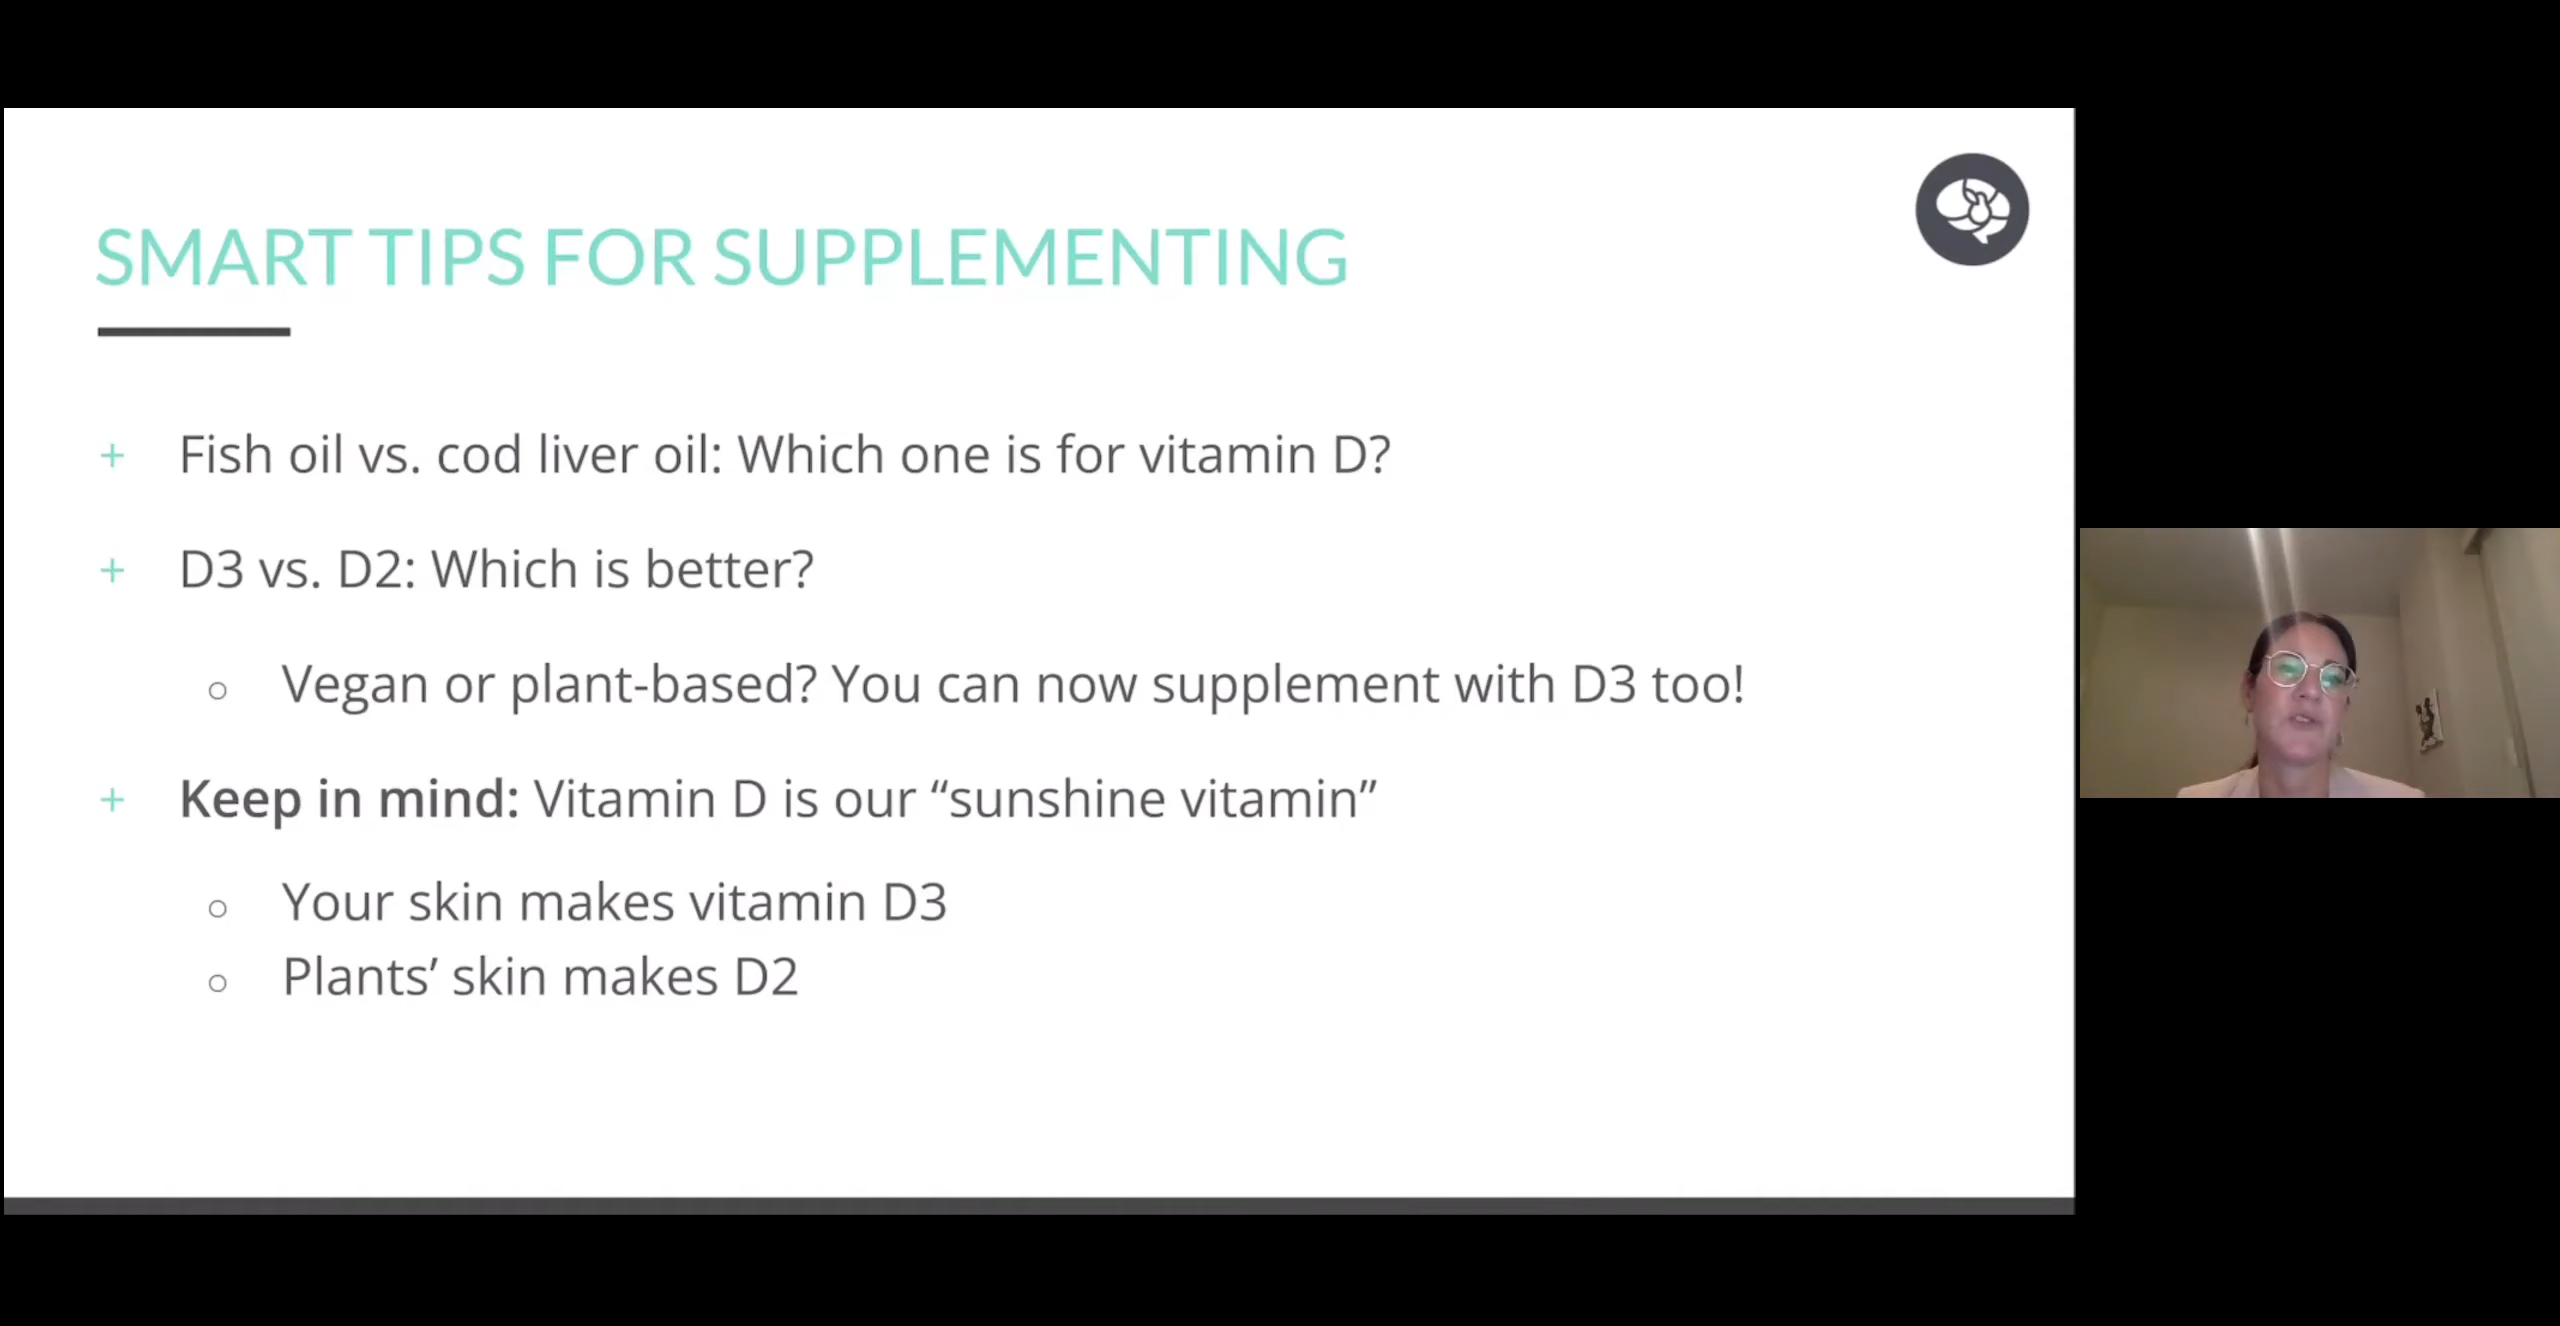 SMART TIPS FOR SUPPLEMENTING
+ Fish oil vs. cod liver oil: Which one is for vitamin D?
+ D3 vs. D2: Which is better?
○ Vegan or plant-based? You can now supplement with D3 too!
+ Keep in mind: Vitamin D is our “sunshine vitamin”
○ Your skin makes vitamin D3
○ Plants’ skin makes D2